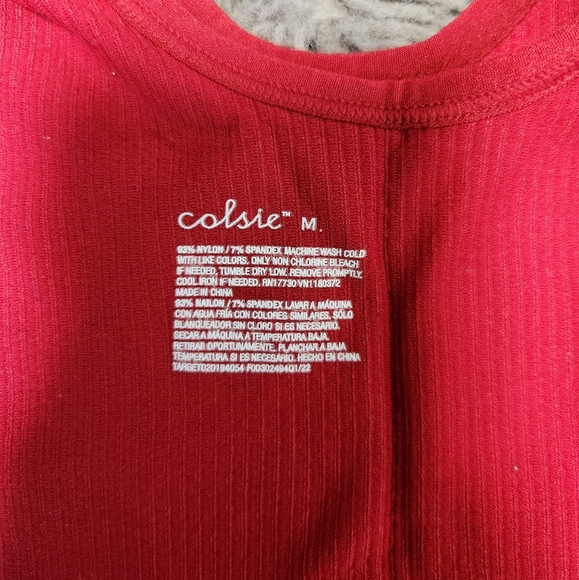 colsie™ M.
93% NYLON / 7% SPANDEX MACHINE WASH COLD
WITH LIKE COLORS. ONLY NON CHLORINE BLEACH
IF NEEDED, TUMBLE DRY LOW. REMOVE PROMPTLY.
COOL IRON IF NEEDED. RN17730 VN1180372
MADE IN CHINA
93% NAILON / 7% SPANDEX LAVAR A MÁQUINA
CON AGUA FRÍA CON COLORES SIMILARES. SÓLO
BLANQUEADOR SIN CLORO SI ES NECESARIO.
SECAR A MÁQUINA A TEMPERATURA BAJA.
RETIRAR OPORTUNAMENTE. PLANCHAR A BAJA
TEMPERATURA SI ES NECESARIO. HECHO EN CHINA
TARGET020194054 F0030249401/22